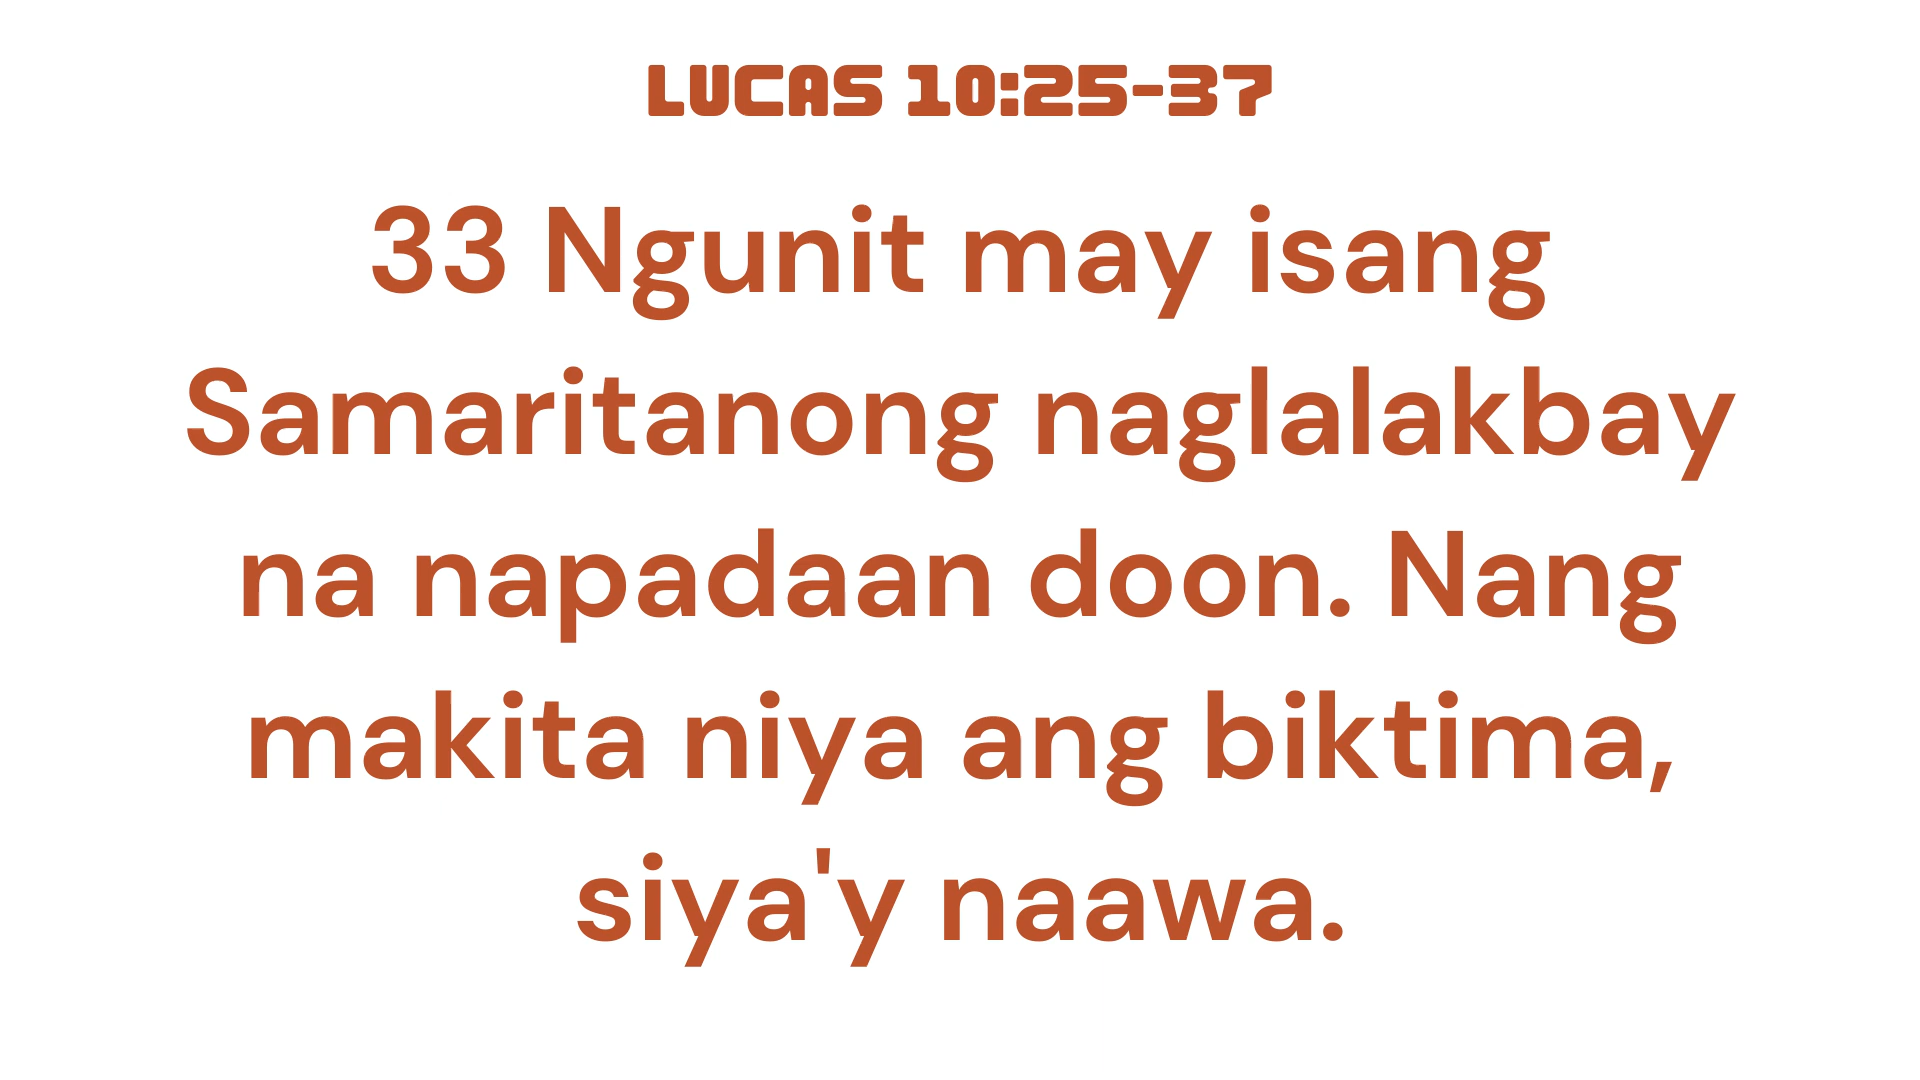 LUCAS 10:25-37
33 Ngunit may isang
Samaritanong naglalakbay
na napadaan doon. Nang
makita niya ang biktima,
siya'y naawa.